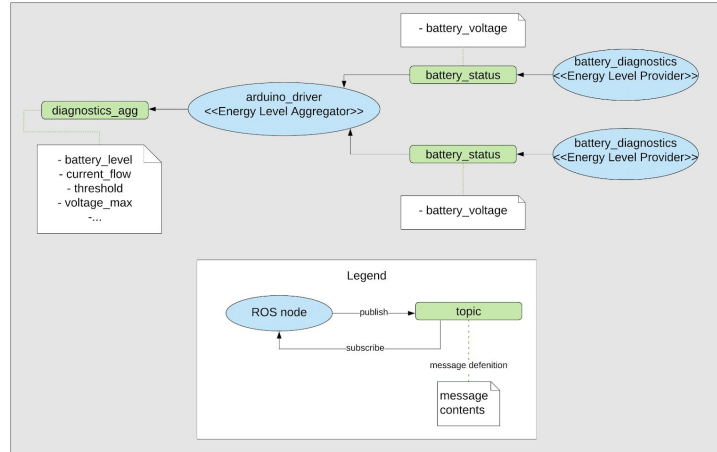 - battery_voltage
battery_status
battery_diagnostics
<<Energy Level Provider>>
arduino_driver
<<Energy Level Aggregator>>
diagnostics_agg
battery_status
battery_diagnostics
<<Energy Level Provider>>
- battery_level
- current_flow
- threshold
- voltage_max
-...
- battery_voltage
Legend
ROS node
publish
topic
subscribe
message defenition
message
contents